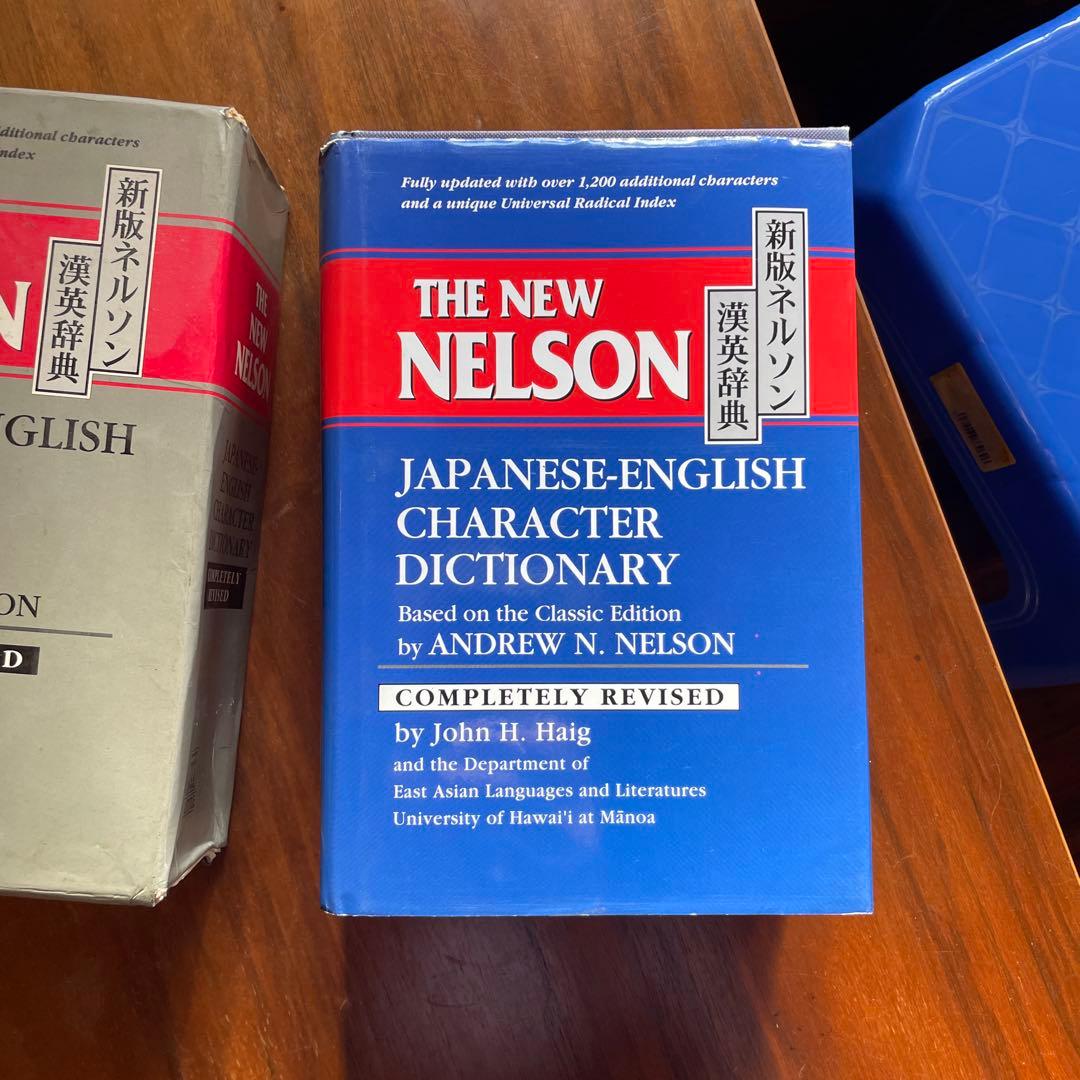 ditional characters
ndex
新版ネルソン
漢英辞典
N
GLISH
ON
D
THE
NEW
NELSON
JAPANESE-
ENGLISH
CHARACTER
DICTIONARY
COMPLETELY
REVISED
Fully updated with over 1,200 additional characters
and a unique Universal Radical Index
THE NEW
NELSON
新版ネルソン
漢英辞典
JAPANESE-ENGLISH
CHARACTER
DICTIONARY
Based on the Classic Edition
by ANDREW N. NELSON
COMPLETELY REVISED
by John H. Haig
and the Department of
East Asian Languages and Literatures
University of Hawai'i at Mānoa